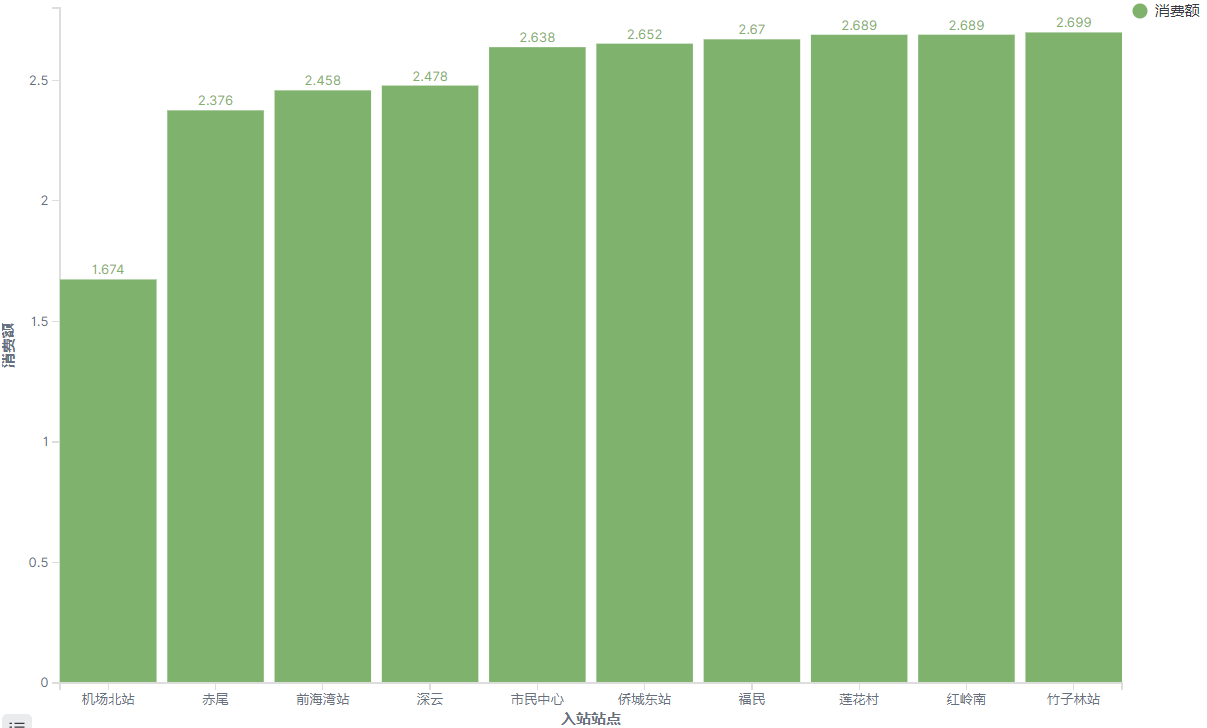 消费额
1.674
2.376
2.458
2.478
2.638
2.652
2.67
2.689
2.689
2.699
2.5
2
1.5
1
0.5
0
消费额
机场北站
赤尾
前海湾站
深云
市民中心
侨城东站
福民
莲花村
红岭南
竹子林站
入站站点